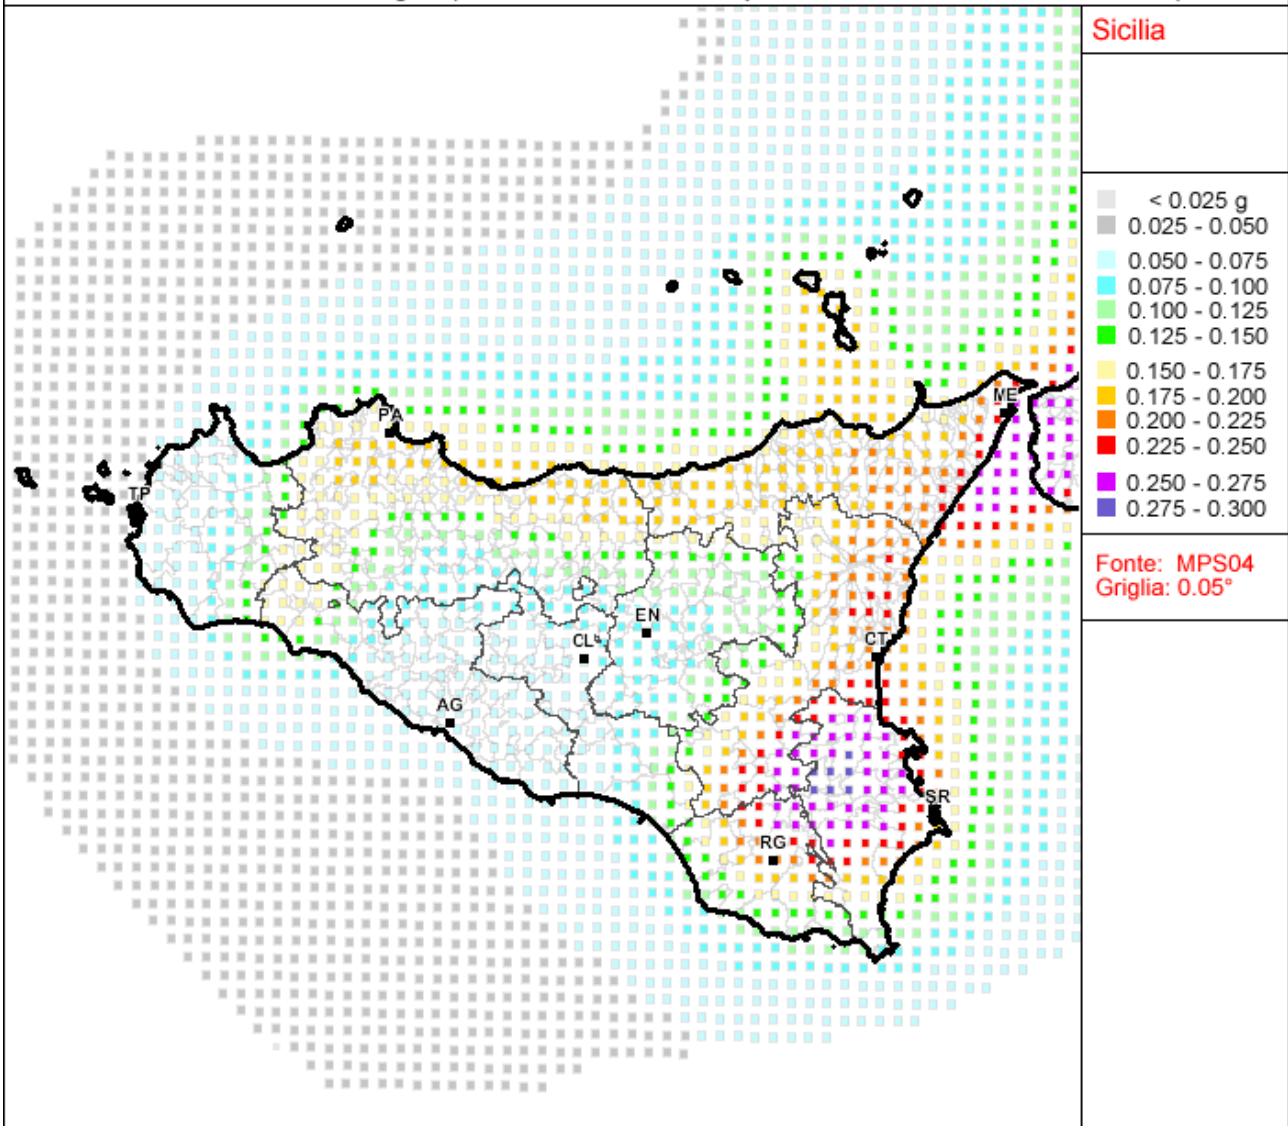 Sicilia
< 0.025 g
0.025 - 0.050
0.050 - 0.075
0.075 - 0.100
0.100 - 0.125
0.125 - 0.150
0.150 - 0.175
0.175 - 0.200
0.200 - 0.225
0.225 - 0.250
0.250 - 0.275
0.275 - 0.300
Fonte: MPS04
Griglia: 0.05°
ME
PA
TP
EN
CL
CT
AG
SR
RG